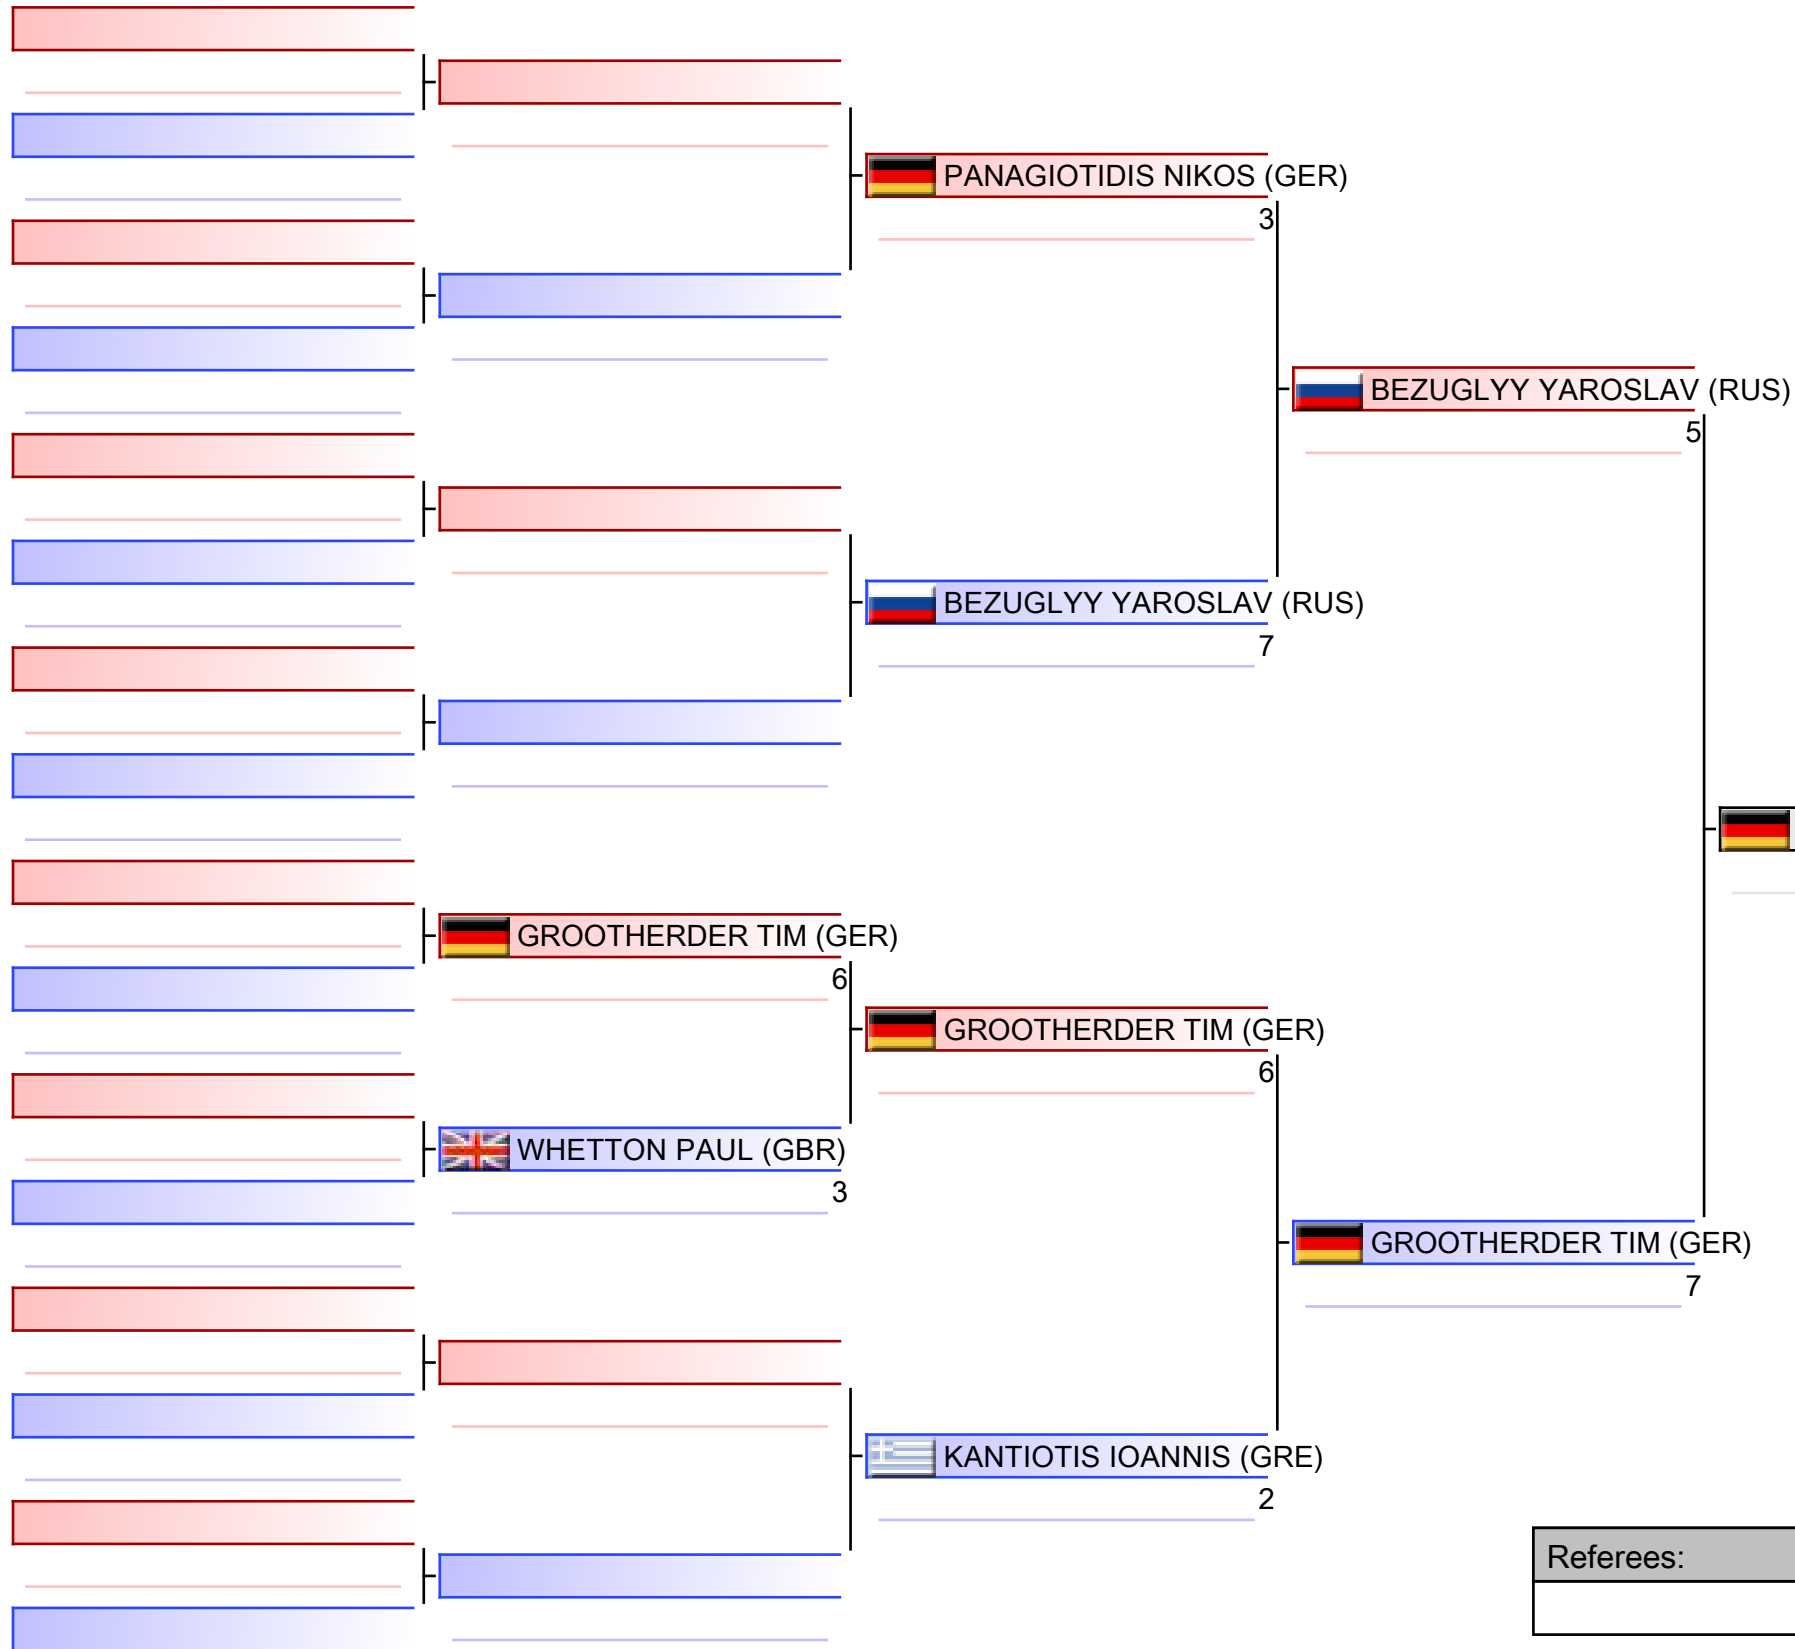 PANAGIOTIDIS NIKOS (GER)
3
BEZUGLYY YAROSLAV (RUS)
5
BEZUGLYY YAROSLAV (RUS)
7
GROOTHERDER TIM (GER)
6
GROOTHERDER TIM (GER)
6
WHETTON PAUL (GBR)
3
GROOTHERDER TIM (GER)
7
KANTIOTIS IOANNIS (GRE)
2
Referees: